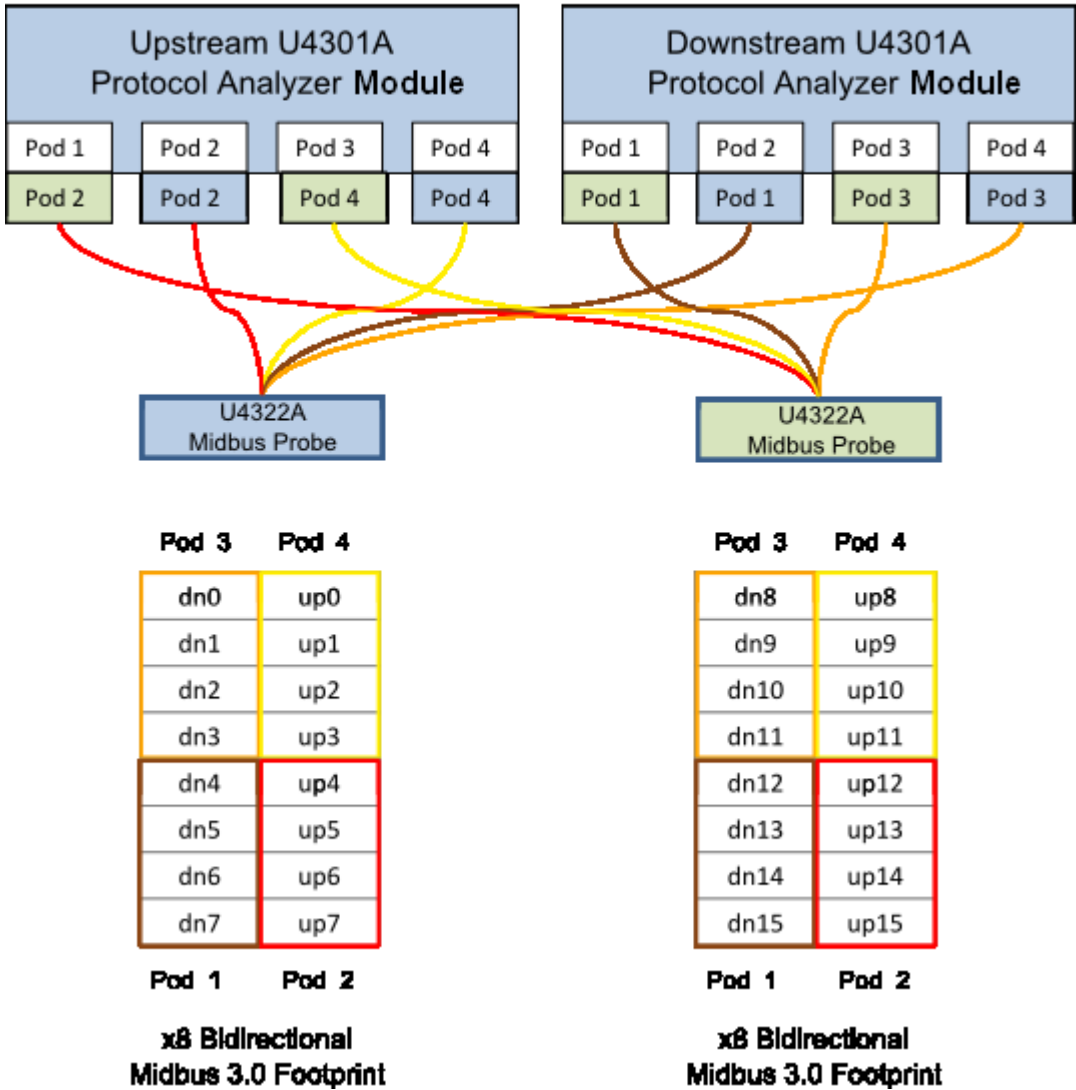 Upstream U4301A
Protocol Analyzer Module
Downstream U4301A
Protocol Analyzer Module
Pod 1 Pod 2 Pod 3 Pod 4
Pod 1 Pod 2 Pod 3 Pod 4
Pod 2 Pod 2 Pod 4 Pod 4
Pod 1 Pod 1 Pod 3 Pod 3
U4322A
Midbus Probe
U4322A
Midbus Probe
Pod 3 Pod 4
dn0 up0
dn1 up1
dn2 up2
dn3 up3
dn4 up4
dn5 up5
dn6 up6
dn7 up7
Pod 1 Pod 2
x8 Bidirectional
Midbus 3.0 Footprint
Pod 3 Pod 4
dn8 up8
dn9 up9
dn10 up10
dn11 up11
dn12 up12
dn13 up13
dn14 up14
dn15 up15
Pod 1 Pod 2
x8 Bidirectional
Midbus 3.0 Footprint